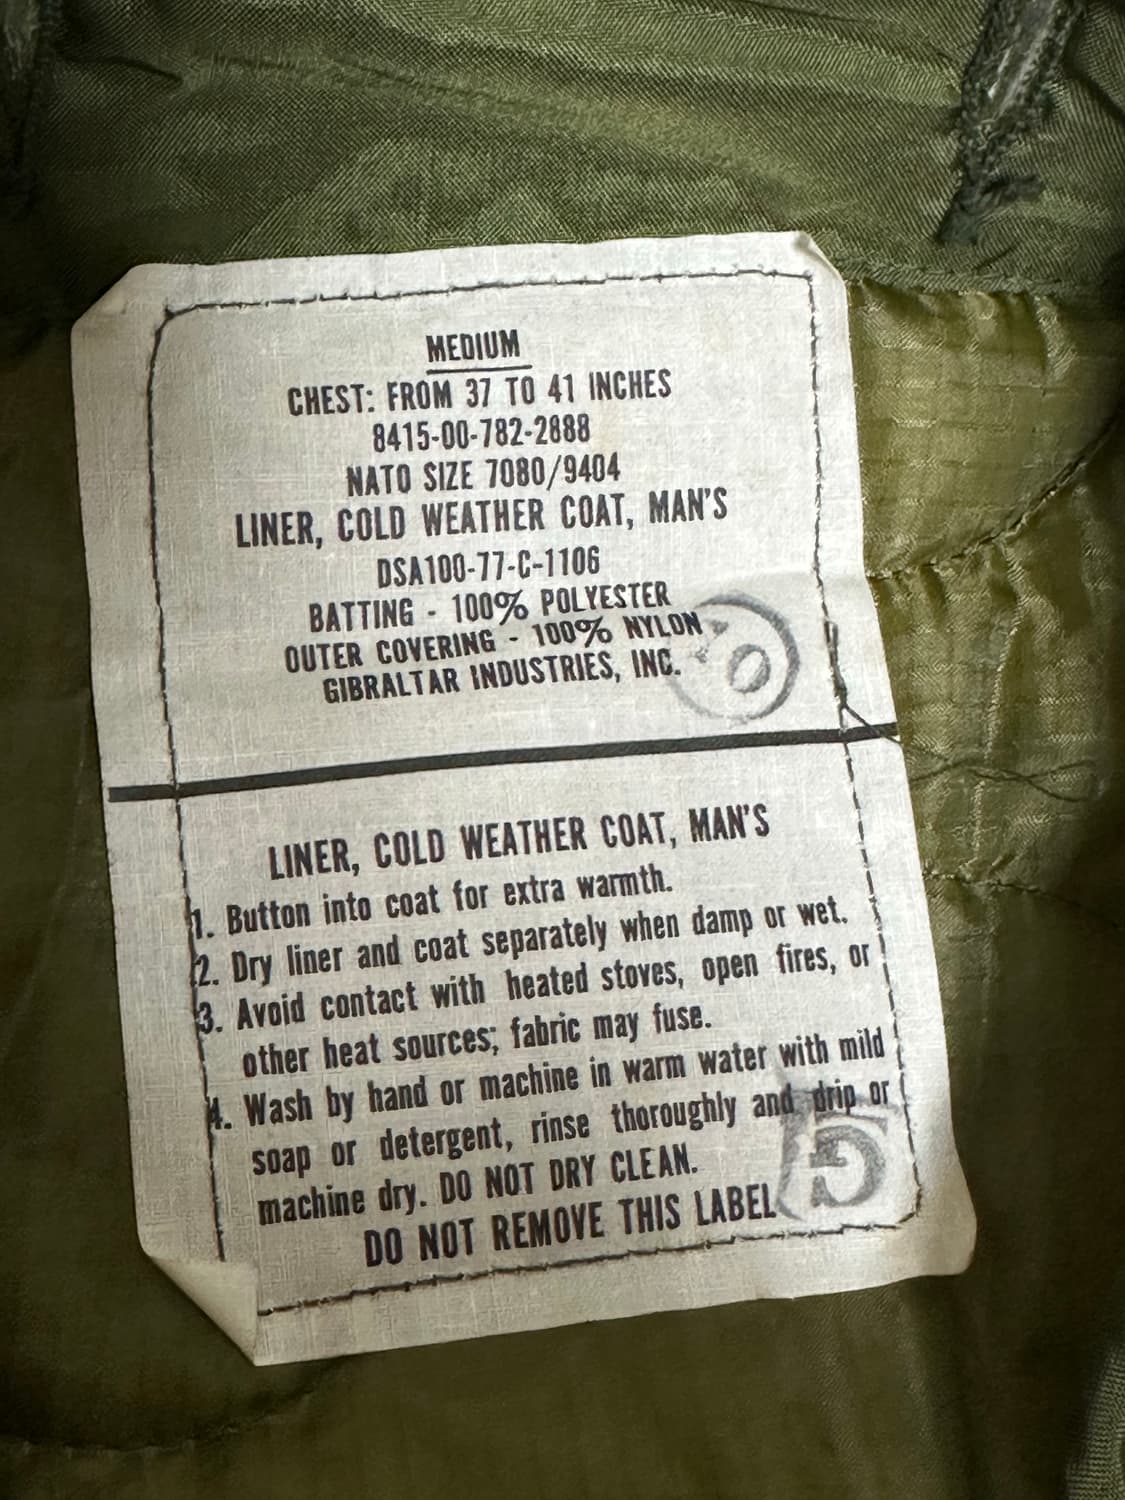 MEDIUM
CHEST: FROM 37 TO 41 INCHES
8415-00-782-2888
NATO SIZE 7080/9404
LINER, COLD WEATHER COAT, MAN'S
DSA100-77-C-1106
BATTING - 100% POLYESTER
OUTER COVERING - 100% NYLON
GIBRALTAR INDUSTRIES, INC.
LINER, COLD WEATHER COAT, MAN'S
1. Button into coat for extra warmth.
2. Dry liner and coat separately when damp or wet.
3. Avoid contact with heated stoves, open fires, or
other heat sources; fabric may fuse.
4. Wash by hand or machine in warm water with mild
soap or detergent, rinse thoroughly and drip or
machine dry. DO NOT DRY CLEAN.
DO NOT REMOVE THIS LABEL
G